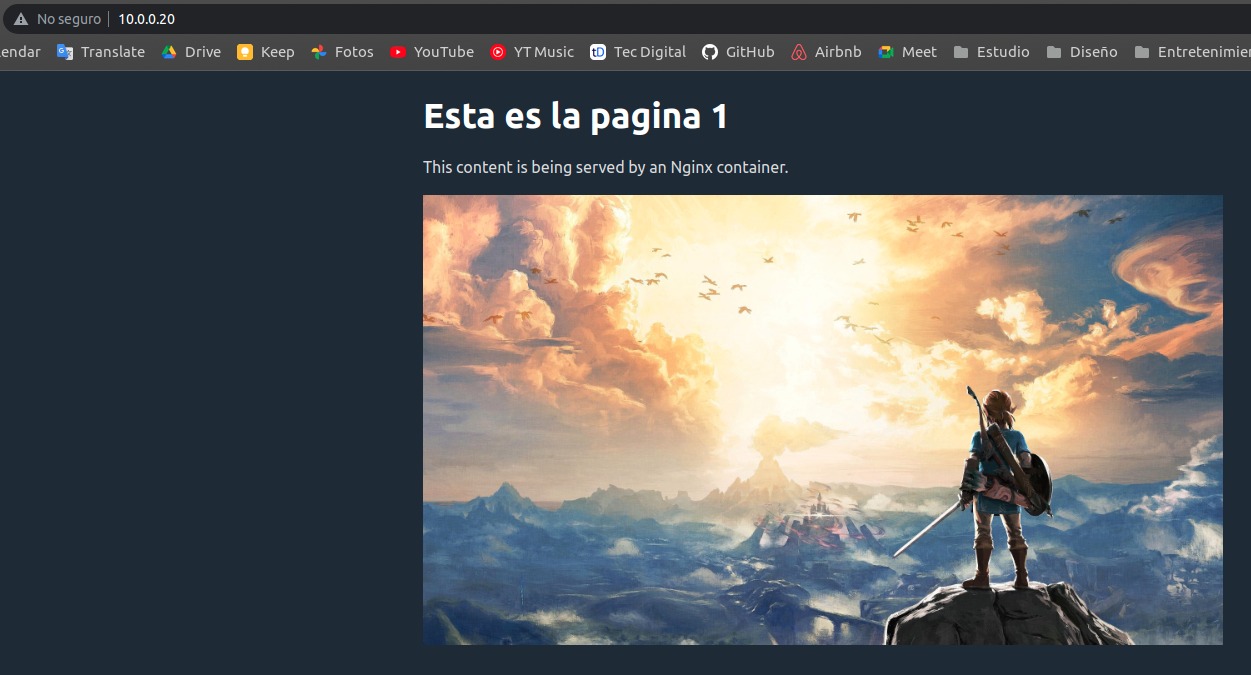 No seguro 10.0.0.20
endar Translate Drive Keep Fotos YouTube YT Music tD Tec Digital GitHub Airbnb Meet Estudio Diseño Entretenimier
Esta es la pagina 1
This content is being served by an Nginx container.